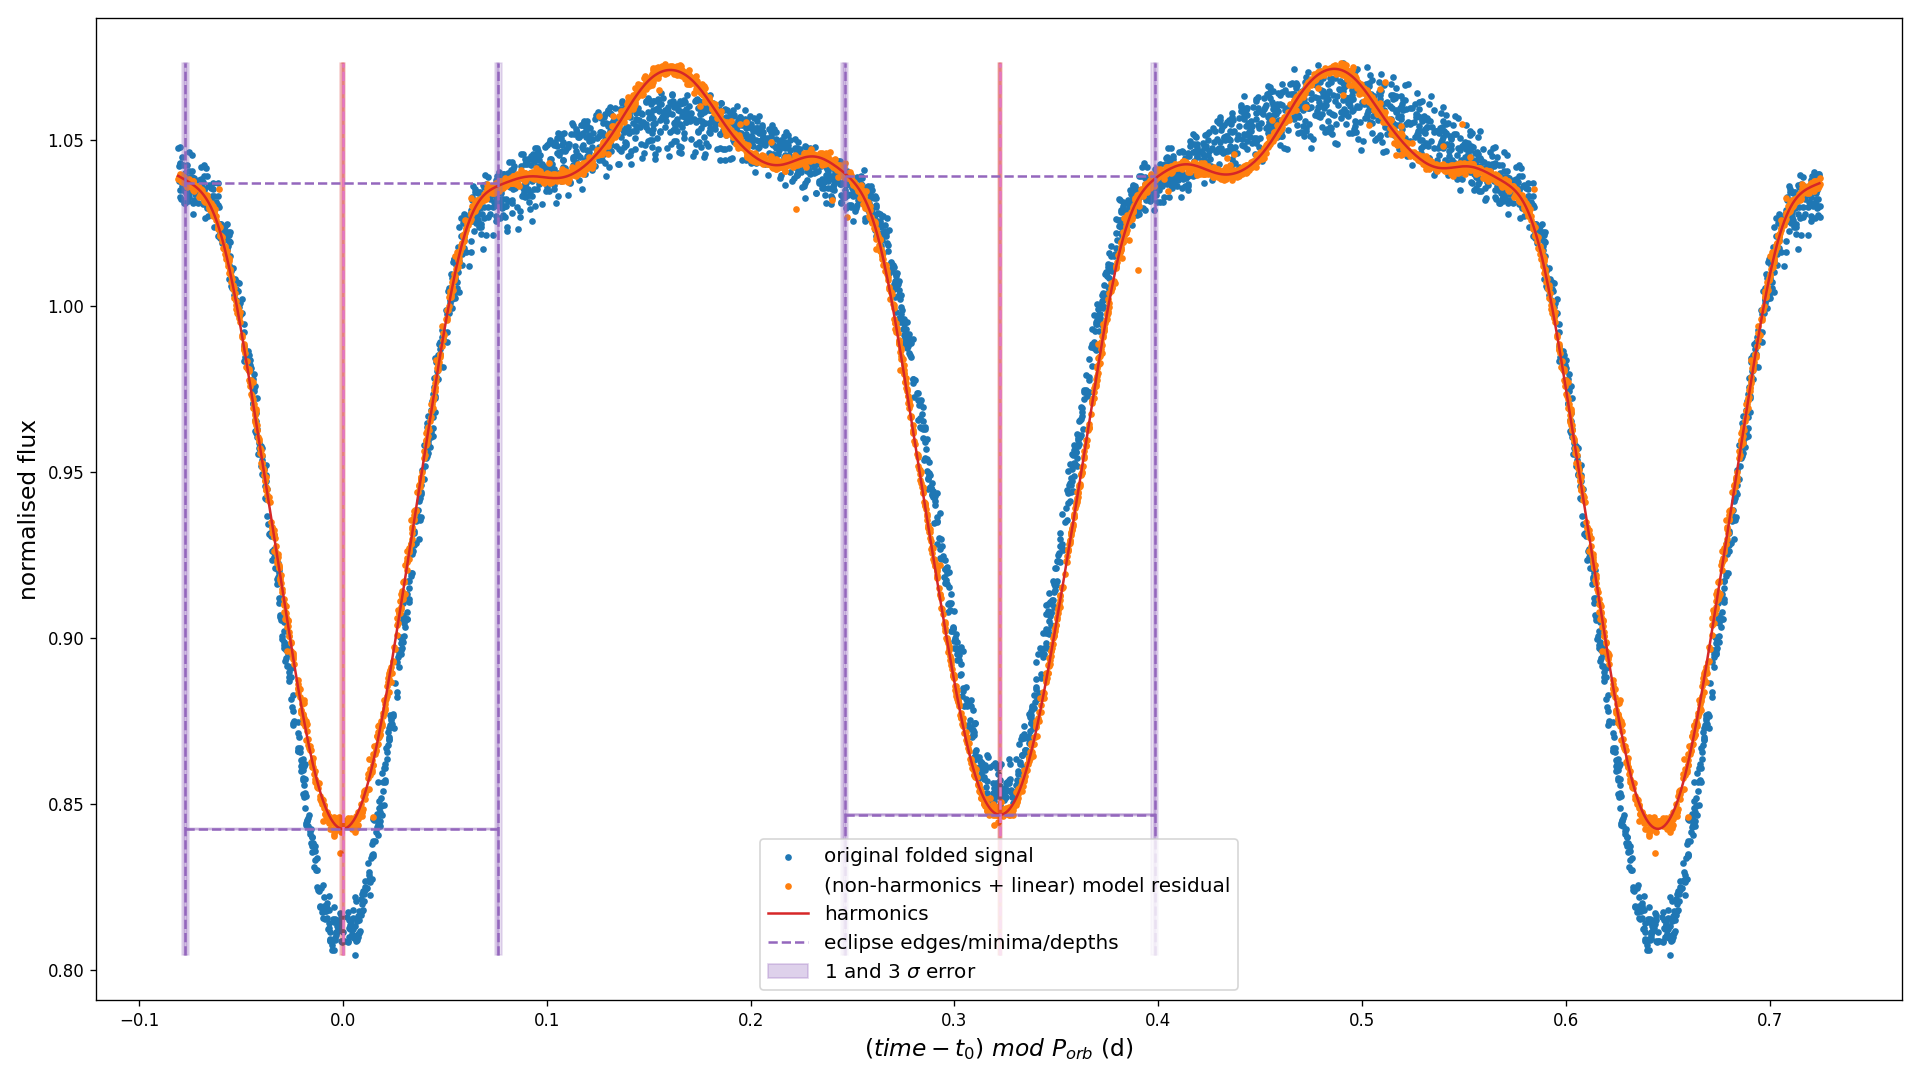 normalised flux
1.05
1.00
0.95
0.90
0.85
0.80
original folded signal
(non-harmonics + linear) model residual
harmonics
eclipse edges/minima/depths
1 and 3 σ error
−0.1 0.0 0.1 0.2 0.3 0.4 0.5 0.6 0.7
(time − t₀) mod P_orb (d)